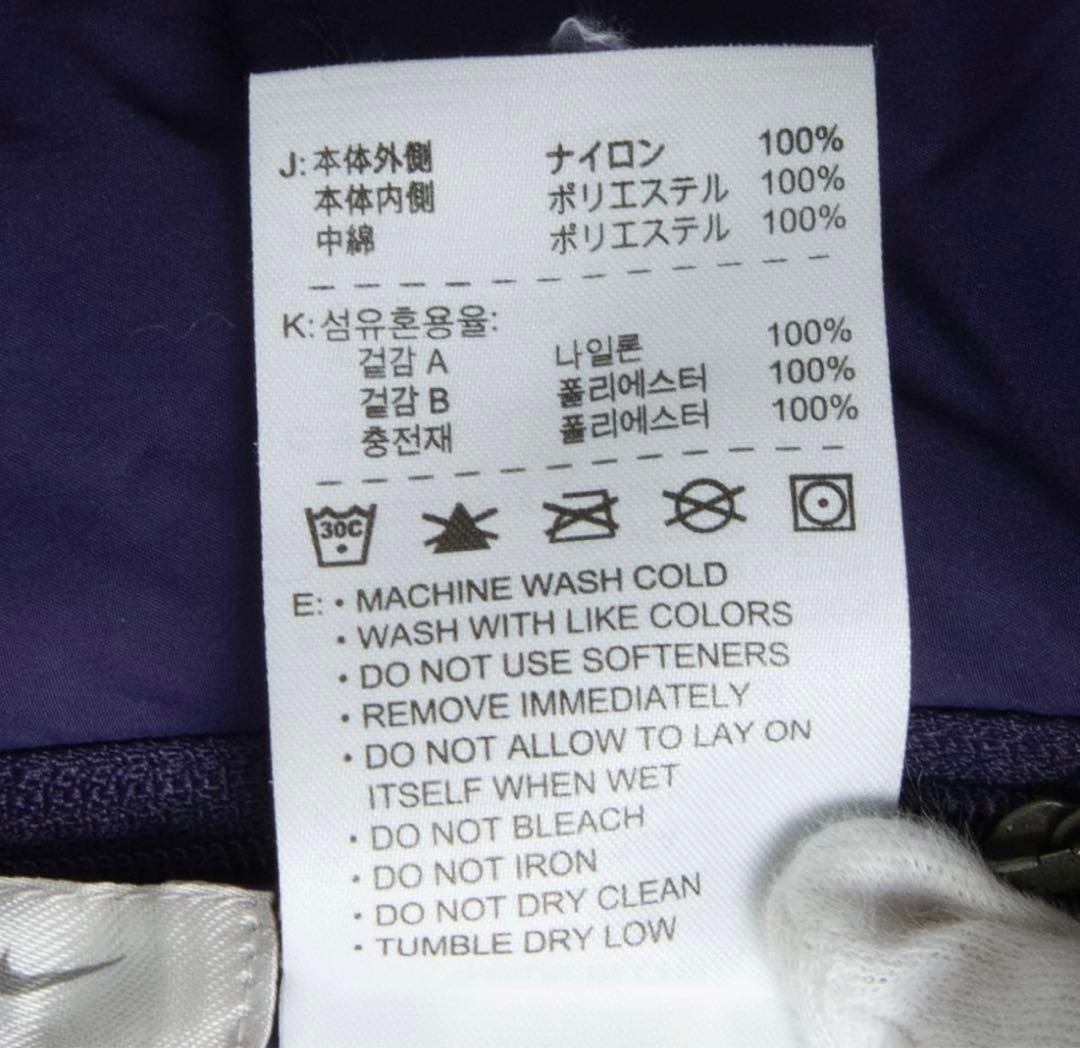 J: 本体外側 ナイロン 100%
本体内側 ポリエステル 100%
中綿 ポリエステル 100%
K: 섬유혼용율:
겉감 A 나일론 100%
겉감 B 폴리에스터 100%
충전재 폴리에스터 100%
30C
E: • MACHINE WASH COLD
• WASH WITH LIKE COLORS
• DO NOT USE SOFTENERS
• REMOVE IMMEDIATELY
• DO NOT ALLOW TO LAY ON
ITSELF WHEN WET
• DO NOT BLEACH
• DO NOT IRON
• DO NOT DRY CLEAN
• TUMBLE DRY LOW